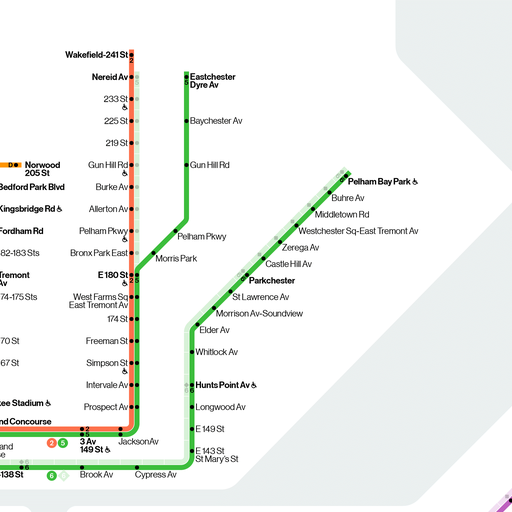 Wakefield-241 St
2
Nereid Av
233 St
225 St
219 St
Gun Hill Rd
Burke Av
Allerton Av
Pelham Pkwy
Bronx Park East
E 180 St
2 5
West Farms Sq
East Tremont Av
174 St
Freeman St
Simpson St
Intervale Av
Prospect Av
Jackson Av
3 Av
149 St
2
5
2 5
Eastchester
Dyre Av
5
Baychester Av
Gun Hill Rd
Pelham Pkwy
Morris Park
D
Norwood
205 St
Bedford Park Blvd
Kingsbridge Rd
Fordham Rd
82-183 Sts
Tremont
Av
74-175 Sts
70 St
67 St
kee Stadium
nd Concourse
and
se
-138 St
6
6
Brook Av
Cypress Av
Pelham Bay Park
6
Buhre Av
Middletown Rd
Westchester Sq-East Tremont Av
Zerega Av
Castle Hill Av
Parkchester
6
St Lawrence Av
Morrison Av-Soundview
Elder Av
Whitlock Av
Hunts Point Av
6 6
Longwood Av
E 149 St
E 143 St
St Mary's St